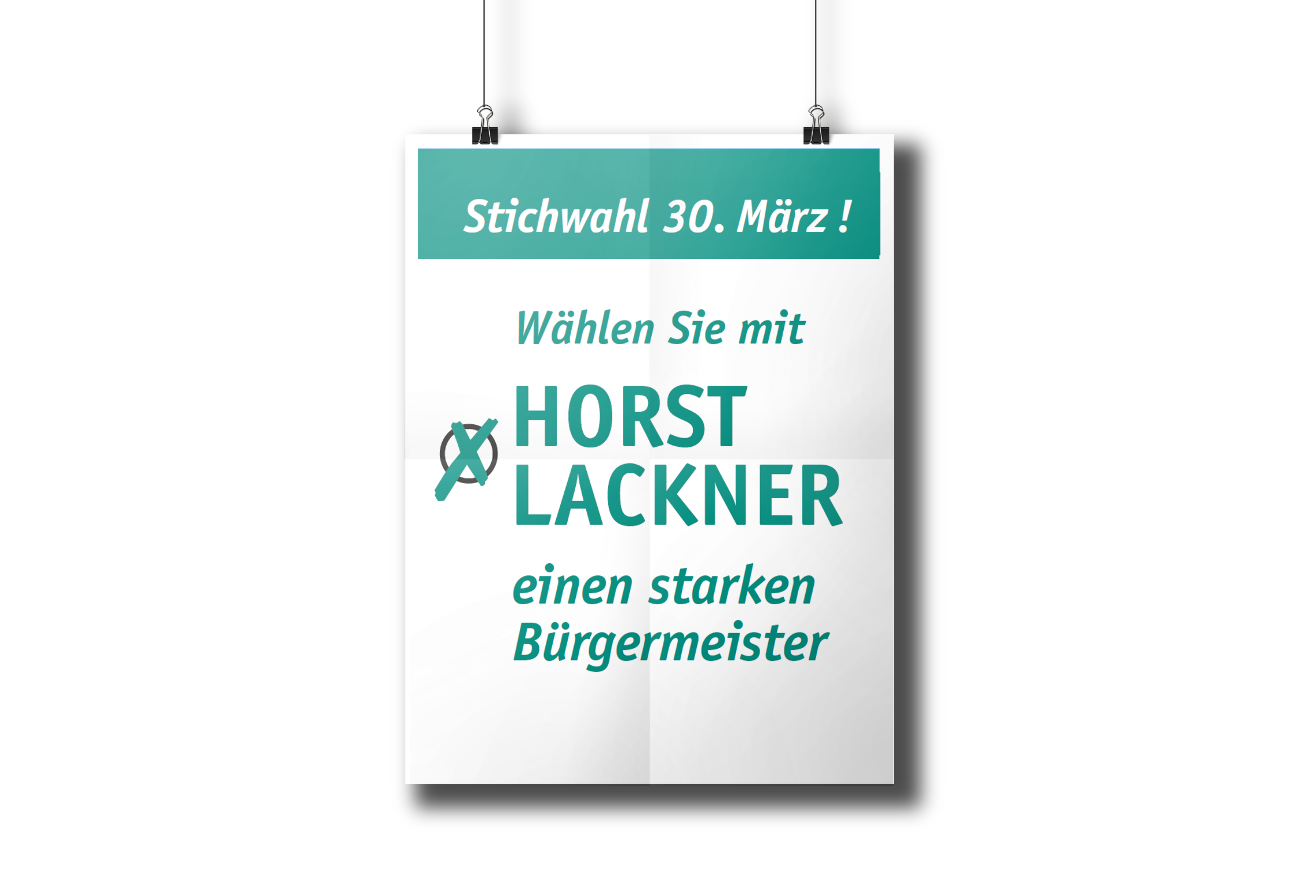 Stichwahl 30. März !
Wählen Sie mit
HORST
LACKNER
einen starken
Bürgermeister